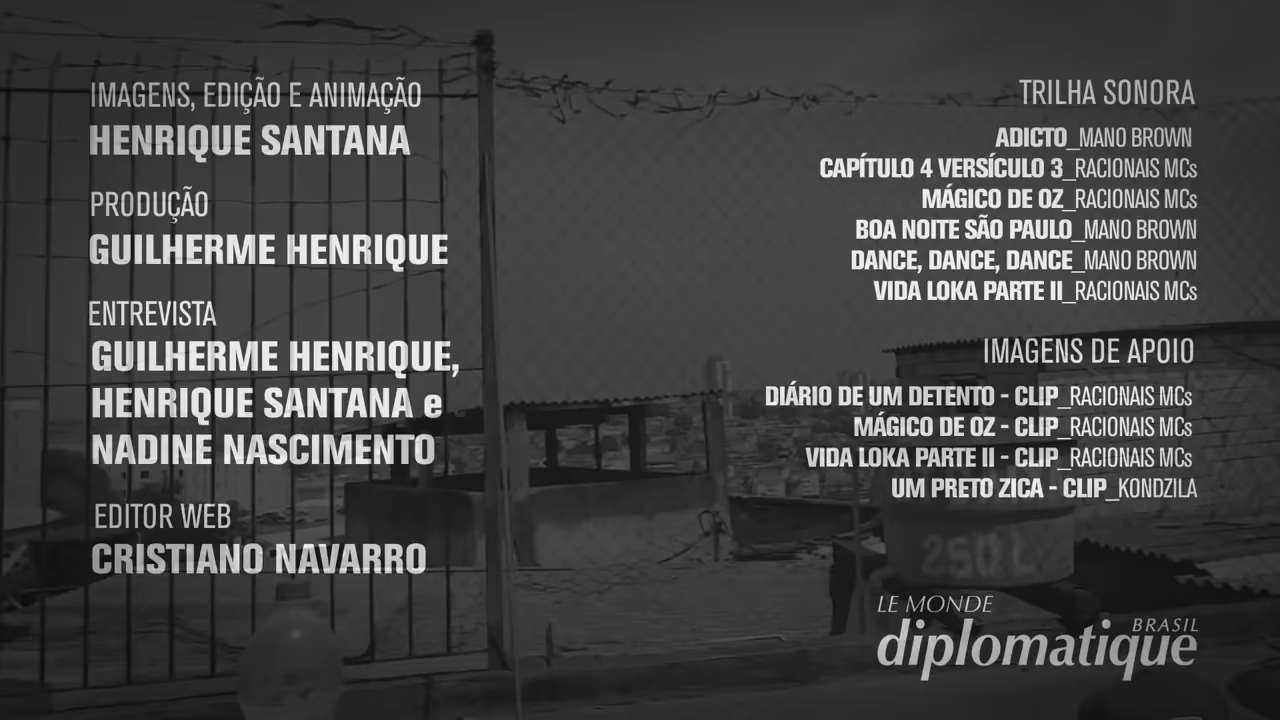 IMAGENS, EDIÇÃO E ANIMAÇÃO
HENRIQUE SANTANA
PRODUÇÃO
GUILHERME HENRIQUE
ENTREVISTA
GUILHERME HENRIQUE,
HENRIQUE SANTANA e
NADINE NASCIMENTO
EDITOR WEB
CRISTIANO NAVARRO
TRILHA SONORA
ADICTO_MANO BROWN
CAPÍTULO 4 VERSÍCULO 3_RACIONAIS MCs
MÁGICO DE OZ_RACIONAIS MCs
BOA NOITE SÃO PAULO_MANO BROWN
DANCE, DANCE, DANCE_MANO BROWN
VIDA LOKA PARTE II_RACIONAIS MCs
IMAGENS DE APOIO
DIÁRIO DE UM DETENTO - CLIP_RACIONAIS MCs
MÁGICO DE OZ - CLIP_RACIONAIS MCs
VIDA LOKA PARTE II - CLIP_RACIONAIS MCs
UM PRETO ZICA - CLIP_KONDZILA
250 L
LE MONDE
diplomatique BRASIL